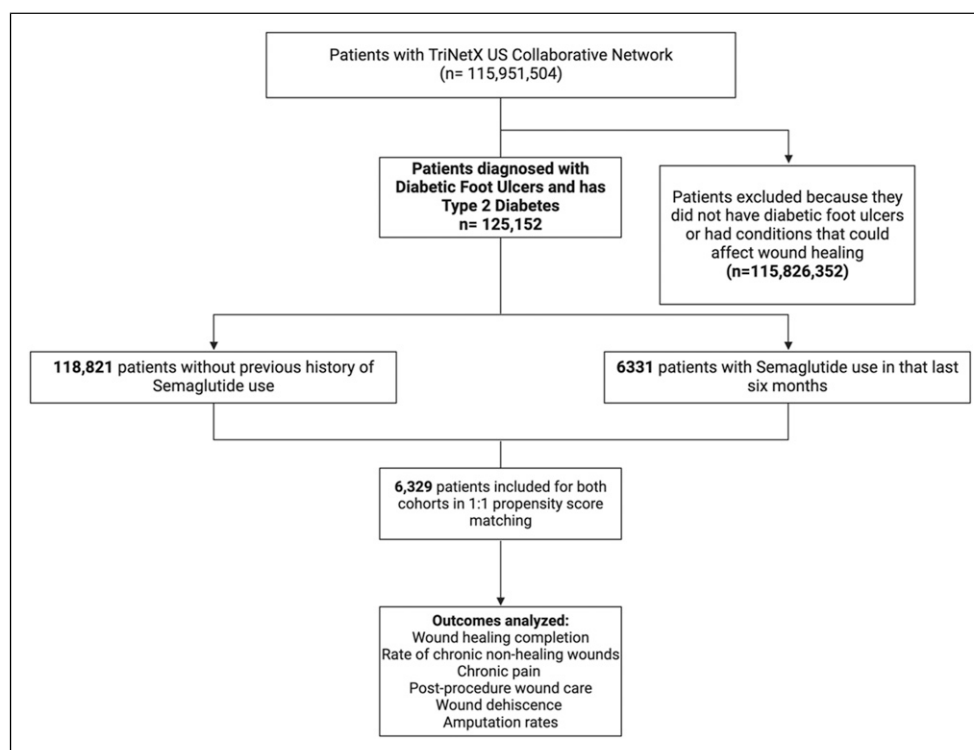 Patients with TriNetX US Collaborative Network
(n= 115,951,504)
Patients diagnosed with
Diabetic Foot Ulcers and has
Type 2 Diabetes
n= 125,152
Patients excluded because they
did not have diabetic foot ulcers
or had conditions that could
affect wound healing
(n=115,826,352)
118,821 patients without previous history of
Semaglutide use
6331 patients with Semaglutide use in that last
six months
6,329 patients included for both
cohorts in 1:1 propensity score
matching
Outcomes analyzed:
Wound healing completion
Rate of chronic non-healing wounds
Chronic pain
Post-procedure wound care
Wound dehiscence
Amputation rates